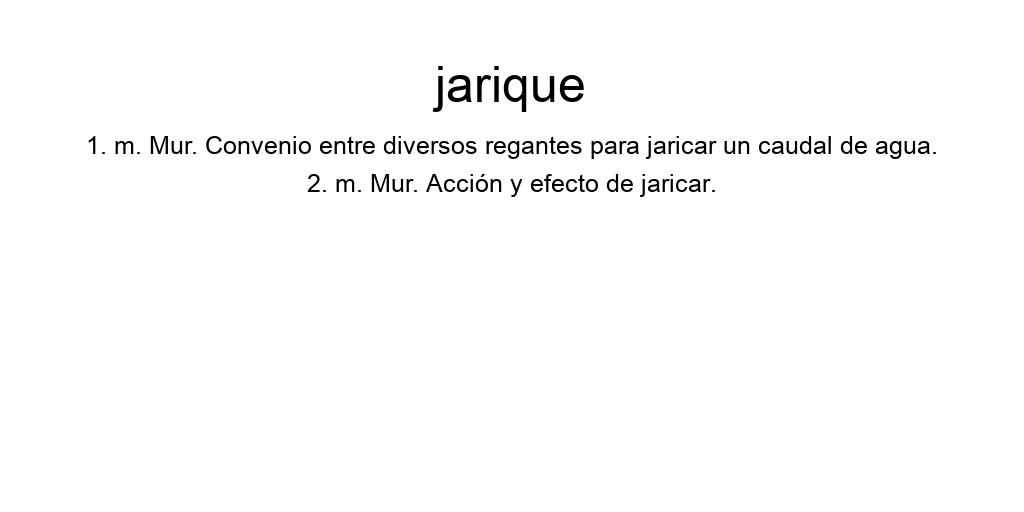 jarique
1. m. Mur. Convenio entre diversos regantes para jaricar un caudal de agua.
2. m. Mur. Acción y efecto de jaricar.